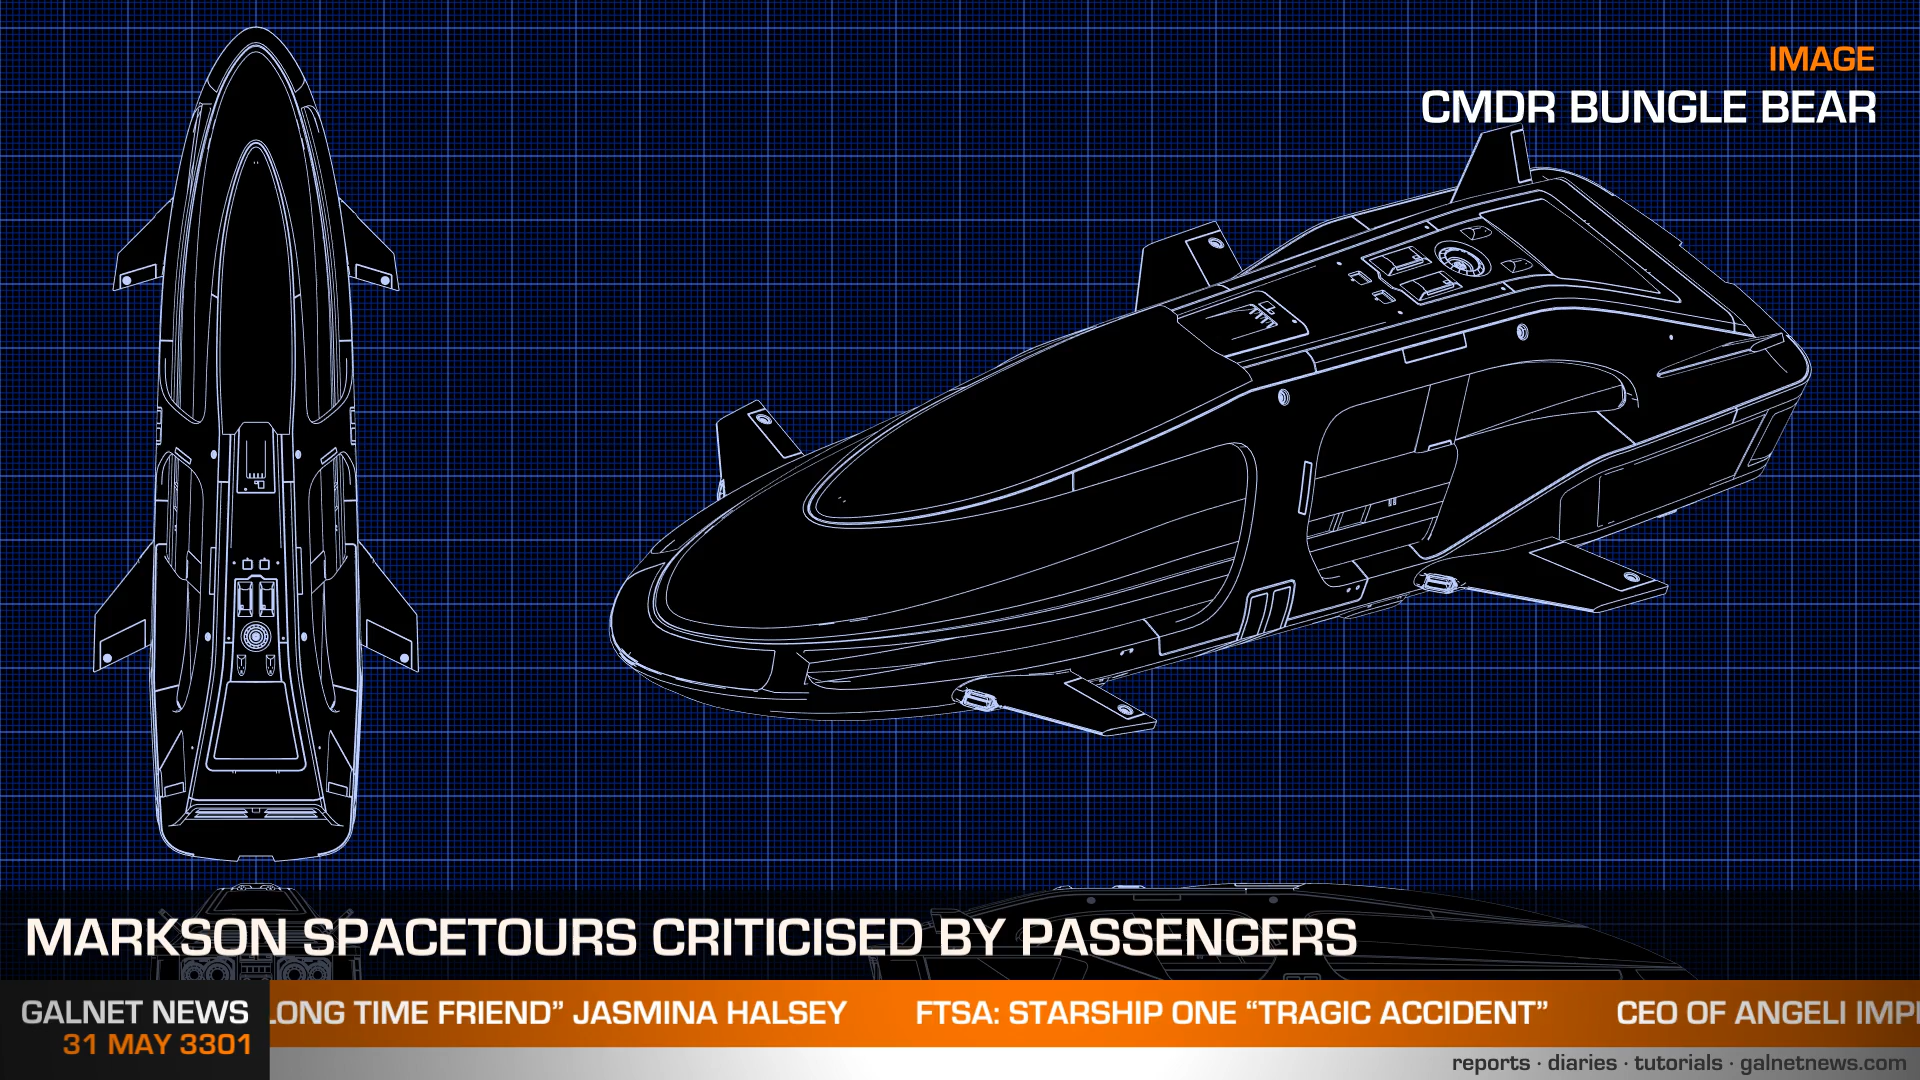 IMAGE
CMDR BUNGLE BEAR
MARKSON SPACETOURS CRITICISED BY PASSENGERS
GALNET NEWS
31 MAY 3301
LONG TIME FRIEND” JASMINA HALSEY FTSA: STARSHIP ONE “TRAGIC ACCIDENT” CEO OF ANGELI IMP
reports · diaries · tutorials · galnetnews.com